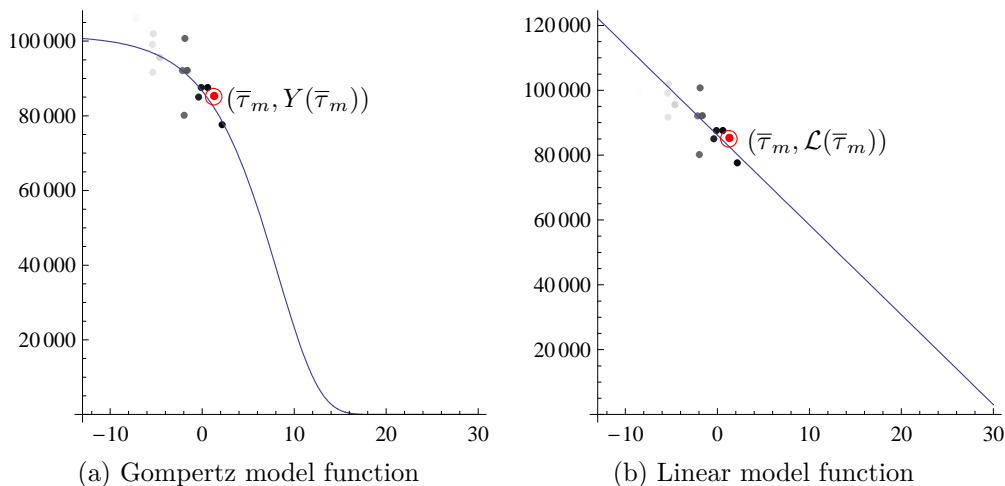 100 000
80 000
60 000
40 000
20 000
−10 0 10 20 30
(τ̅ₘ, Y(τ̅ₘ))
(a) Gompertz model function
120 000
100 000
80 000
60 000
40 000
20 000
−10 0 10 20 30
(τ̅ₘ, ℒ(τ̅ₘ))
(b) Linear model function